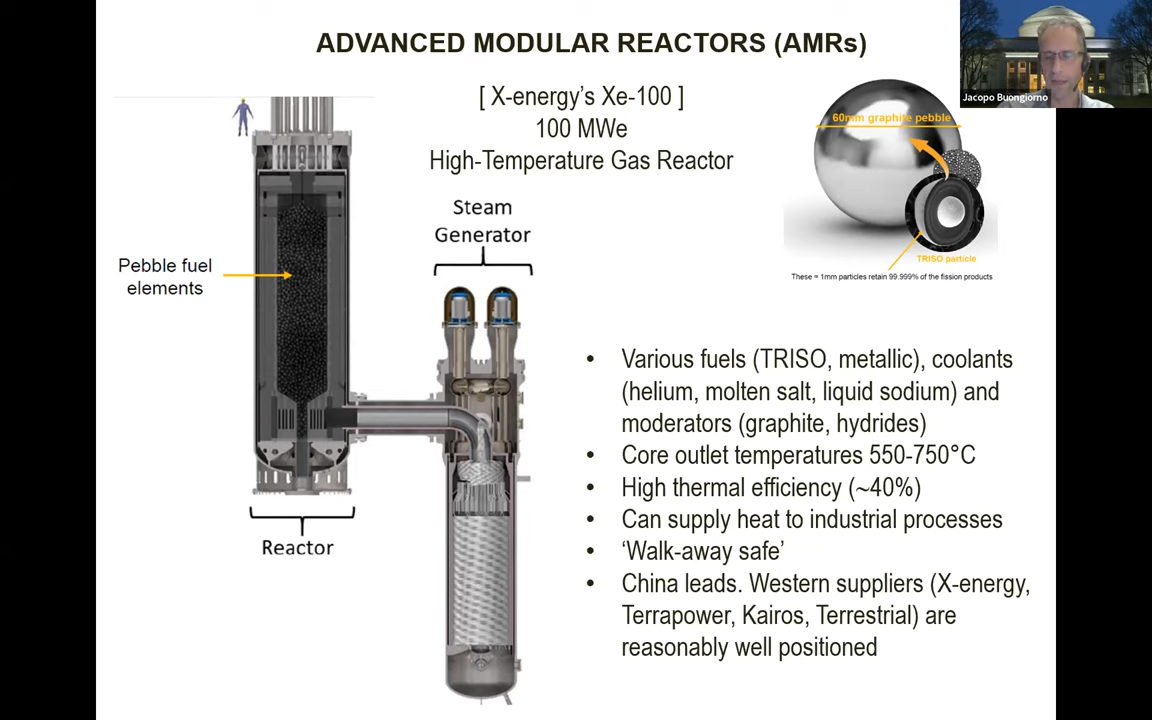 ADVANCED MODULAR REACTORS (AMRs)
Jacopo Buongiorno
[ X-energy's Xe-100 ]
100 MWe
High-Temperature Gas Reactor
60mm graphite pebble
TRISO particle
These = 1mm particles retain 99.999% of the fission products
Steam
Generator
Pebble fuel
elements
Reactor
• Various fuels (TRISO, metallic), coolants
(helium, molten salt, liquid sodium) and
moderators (graphite, hydrides)
• Core outlet temperatures 550-750°C
• High thermal efficiency (~40%)
• Can supply heat to industrial processes
• ‘Walk-away safe’
• China leads. Western suppliers (X-energy,
Terrapower, Kairos, Terrestrial) are
reasonably well positioned